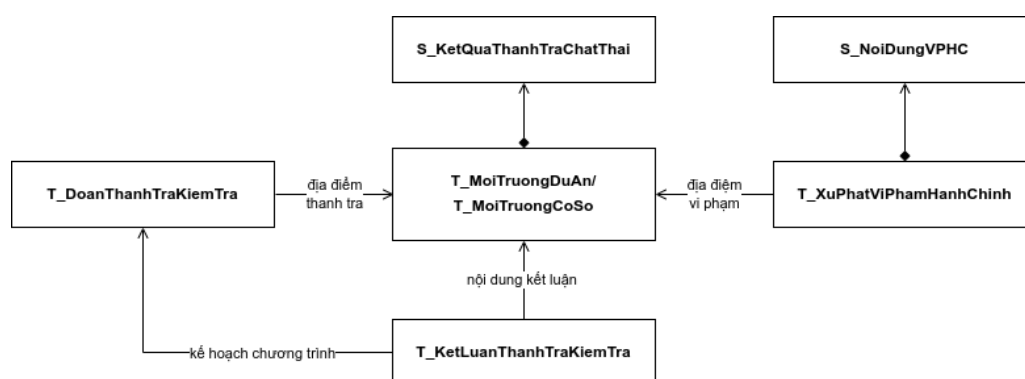 S_KetQuaThanhTraChatThai
S_NoiDungVPHC
T_DoanThanhTraKiemTra
địa điểm
thanh tra
T_MoiTruongDuAn/
T_MoiTruongCoSo
địa điệm
vi phạm
T_XuPhatViPhamHanhChinh
nội dung kết luận
kế hoạch chương trình
T_KetLuanThanhTraKiemTra